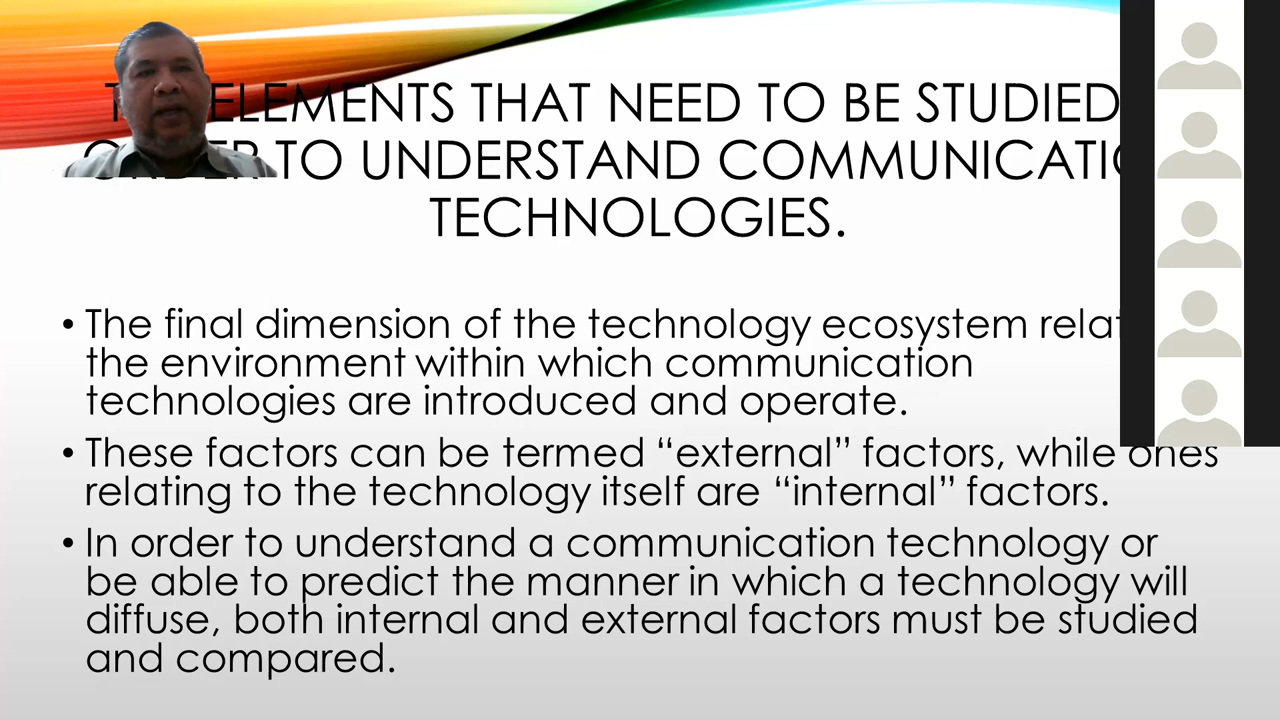 ELEMENTS THAT NEED TO BE STUDIED
TO UNDERSTAND
TECHNOLOGIES.
• The final dimension of the technology ecosystem
the environment within which communication
technologies are introduced and operate.
• These factors can be termed “external” factors, while ones
relating to the technology itself are “internal” factors.
• In order to understand a communication technology or
be able to predict the manner in which a technology will
diffuse, both internal and external factors must be studied
and compared.